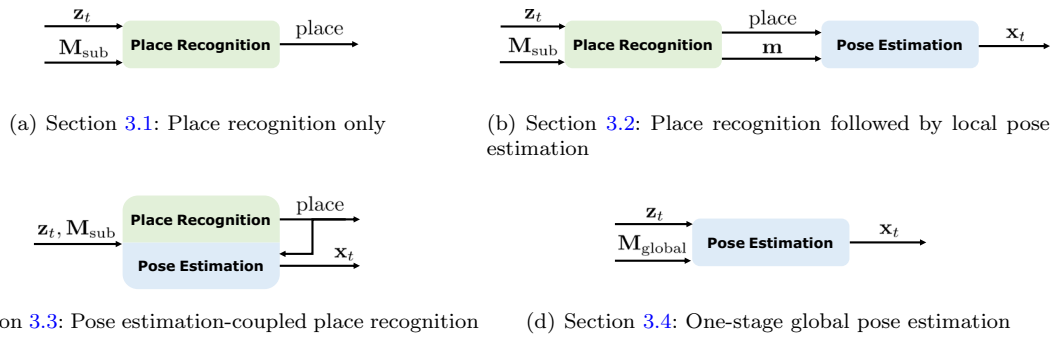 z_t
place
M_sub
Place Recognition
(a) Section 3.1: Place recognition only
z_t
place
x_t
M_sub
Place Recognition
m
Pose Estimation
(b) Section 3.2: Place recognition followed by local pose
estimation
Place Recognition
place
z_t, M_sub
Pose Estimation
x_t
on 3.3: Pose estimation-coupled place recognition
z_t
x_t
M_global
Pose Estimation
(d) Section 3.4: One-stage global pose estimation